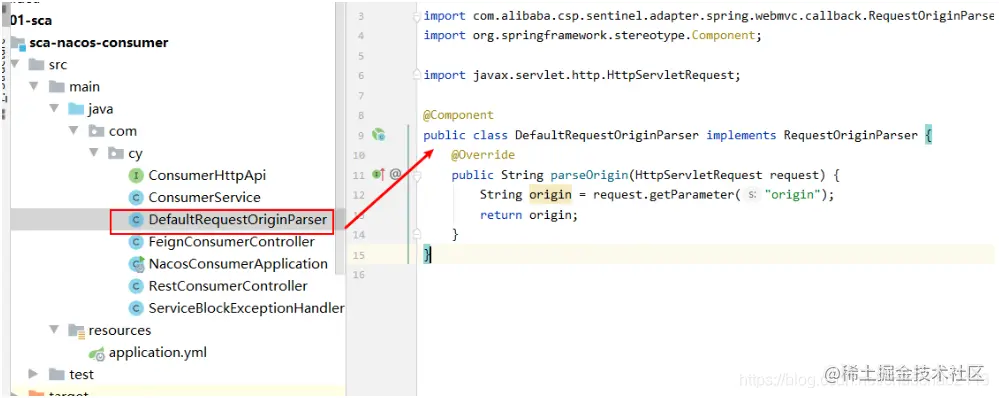 01-sca
sca-nacos-consumer
src
main
java
com
cy
ConsumerHttpApi
ConsumerService
DefaultRequestOriginParser
FeignConsumerController
NacosConsumerApplication
RestConsumerController
ServiceBlockExceptionHandler
resources
application.yml
test
target
3 import com.alibaba.csp.sentinel.adapter.spring.webmvc.callback.RequestOriginParse
4 import org.springframework.stereotype.Component;
5
6 import javax.servlet.http.HttpServletRequest;
7
8 @Component
9 public class DefaultRequestOriginParser implements RequestOriginParser {
10 @Override
11 @ public String parseOrigin(HttpServletRequest request) {
12 String origin = request.getParameter( s: "origin");
13 return origin;
14 }
15 }
16
@稀土掘金技术社区